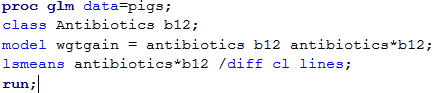 proc glm data=pigs;
class Antibiotics b12;
model wgtgain = antibiotics b12 antibiotics*b12;
lsmeans antibiotics*b12 /diff cl lines;
run;